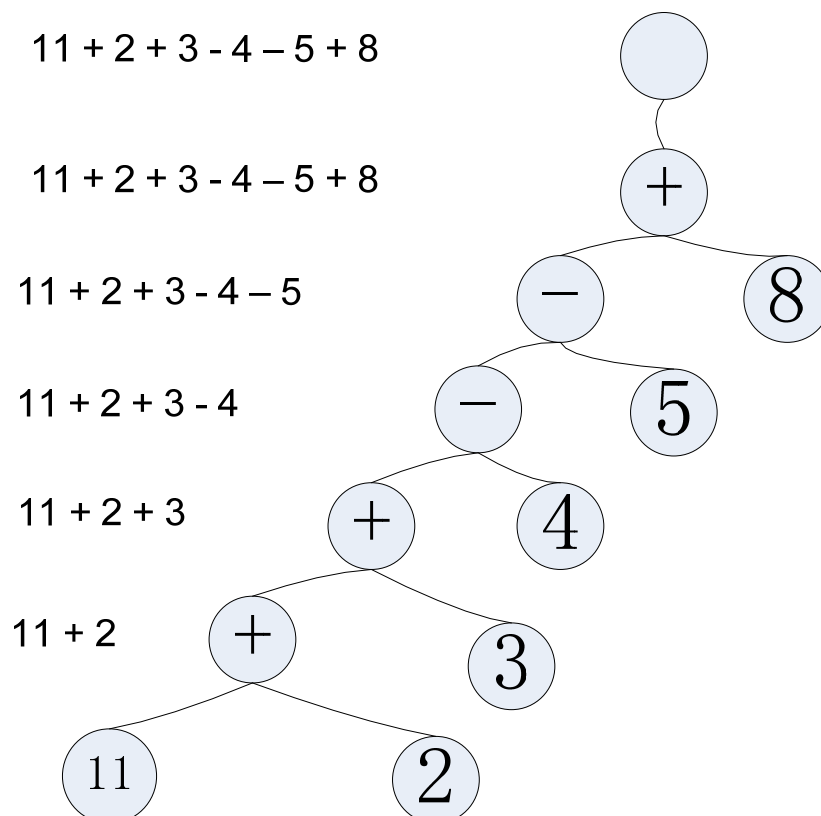 11 + 2 + 3 - 4 – 5 + 8
11 + 2 + 3 - 4 – 5 + 8
+
11 + 2 + 3 - 4 – 5
−
8
11 + 2 + 3 - 4
−
5
11 + 2 + 3
+
4
11 + 2
+
3
11
2